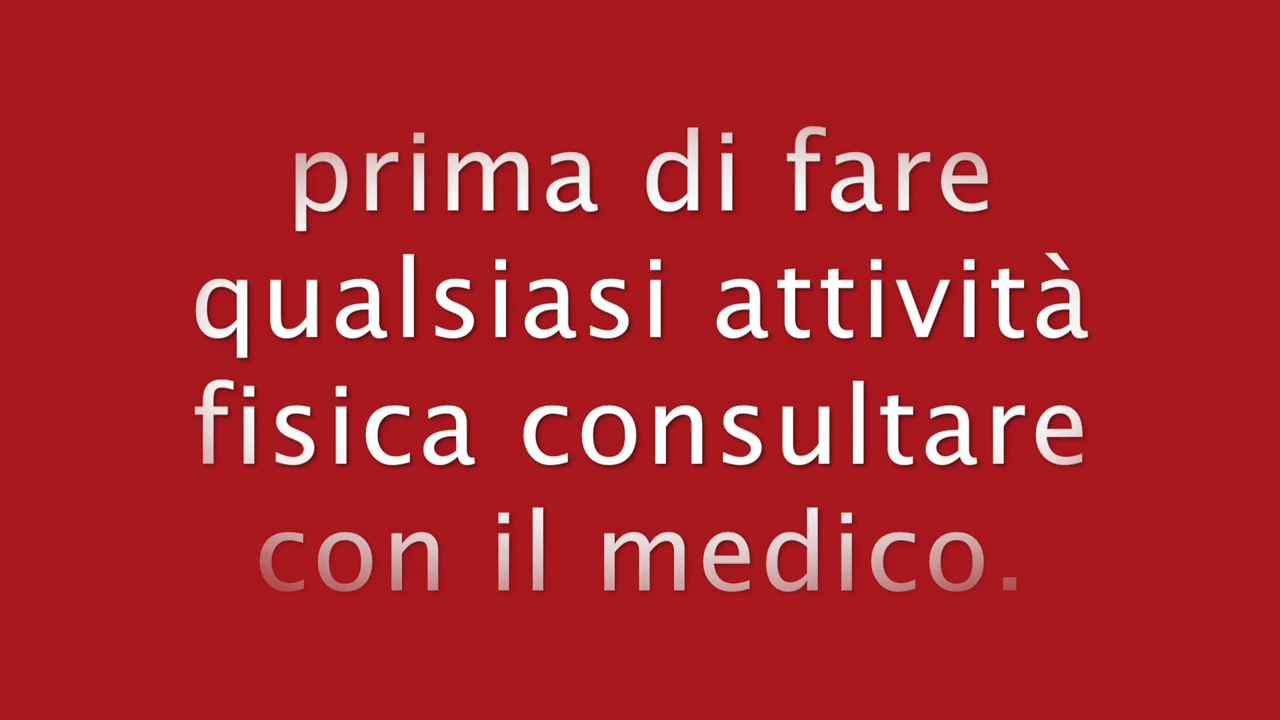 prima di fare
qualsiasi attività
fisica consultare
con il medico.